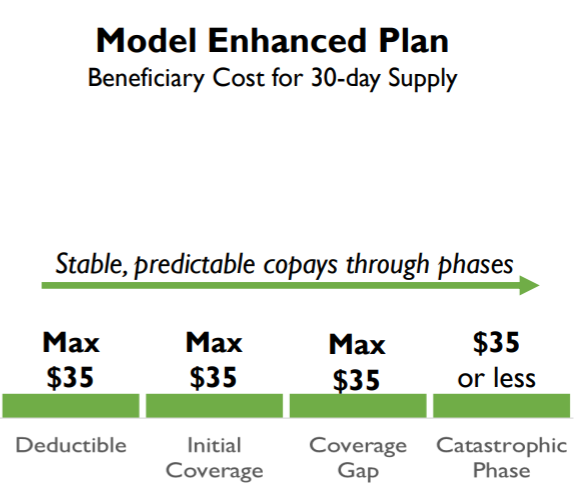 Model Enhanced Plan
Beneficiary Cost for 30-day Supply
Stable, predictable copays through phases
Max
$35
Max
$35
Max
$35
$35
or less
Deductible
Initial
Coverage
Coverage
Gap
Catastrophic
Phase